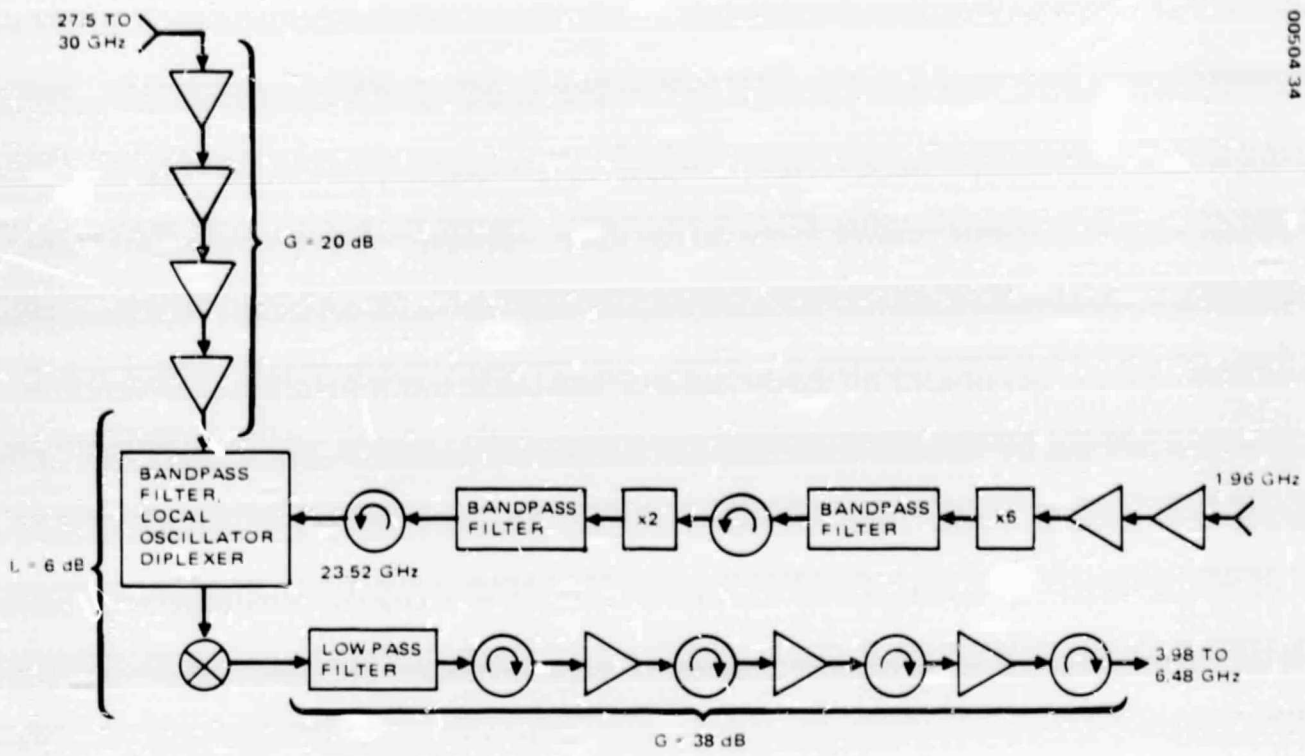 27.5 TO
30 GHz
00504 34
G = 20 dB
BANDPASS
FILTER,
LOCAL
OSCILLATOR
DIPLEXER
L = 6 dB
23.52 GHz
BANDPASS
FILTER
x2
BANDPASS
FILTER
x6
1.96 GHz
LOW PASS
FILTER
3.98 TO
6.48 GHz
G = 38 dB